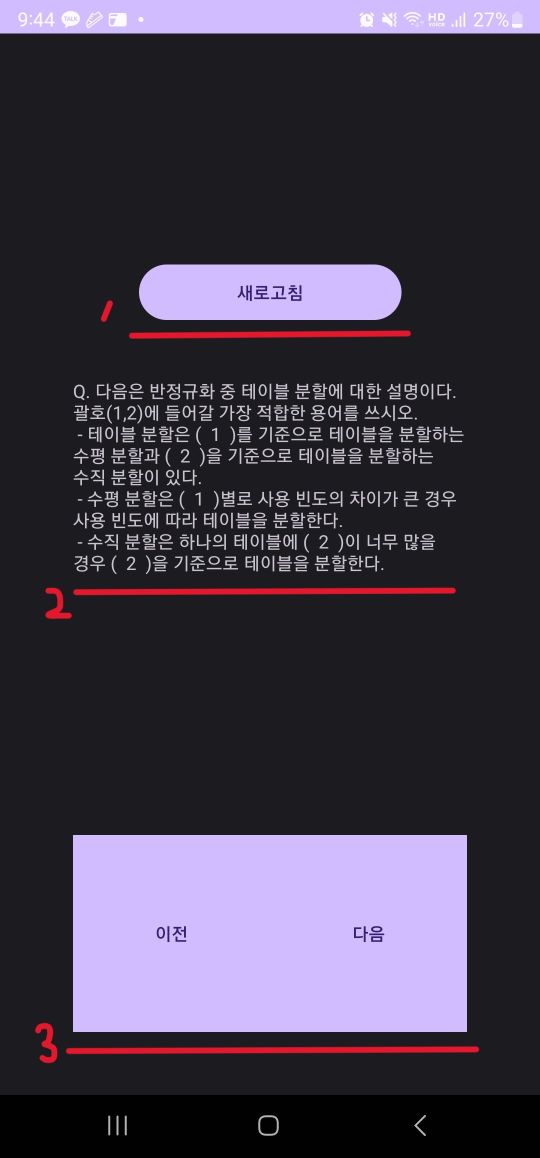 9:44 TALK HD VOICE 27%
새로고침
1
Q. 다음은 반정규화 중 테이블 분할에 대한 설명이다.
괄호(1,2)에 들어갈 가장 적합한 용어를 쓰시오.
- 테이블 분할은 ( 1 )를 기준으로 테이블을 분할하는
수평 분할과 ( 2 )을 기준으로 테이블을 분할하는
수직 분할이 있다.
- 수평 분할은 ( 1 )별로 사용 빈도의 차이가 큰 경우
사용 빈도에 따라 테이블을 분할한다.
- 수직 분할은 하나의 테이블에 ( 2 )이 너무 많을
경우 ( 2 )을 기준으로 테이블을 분할한다.
2
이전 다음
3